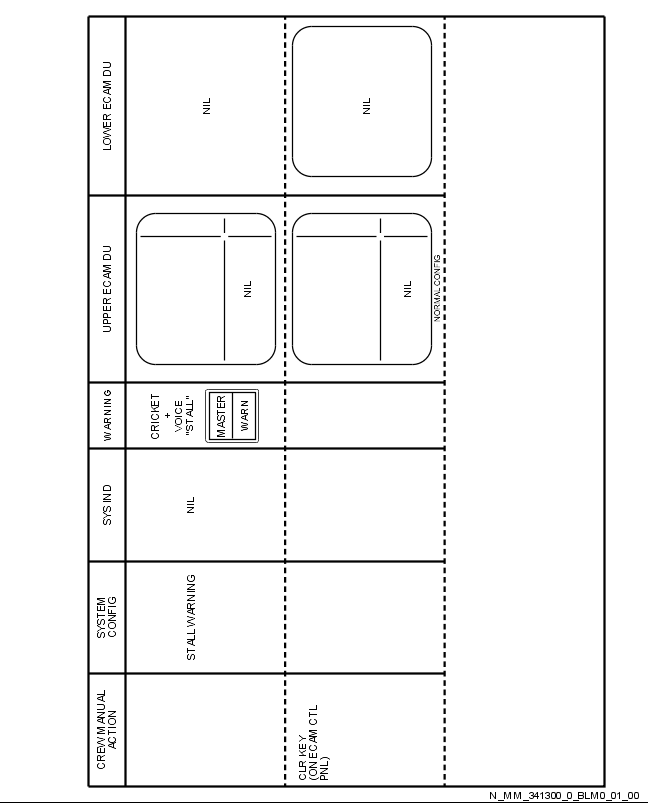 CREW MANUAL
ACTION
SYSTEM
CONFIG
SYS IND
WARNING
UPPER ECAM DU
LOWER ECAM DU
STALL WARNING
NIL
CRICKET
+
VOICE
"STALL"
MASTER
WARN
NIL
NIL
CLR KEY
(ON ECAM CTL
PNL)
NIL
NORMAL CONFIG
NIL
N_MM_341300_0_BLM0_01_00